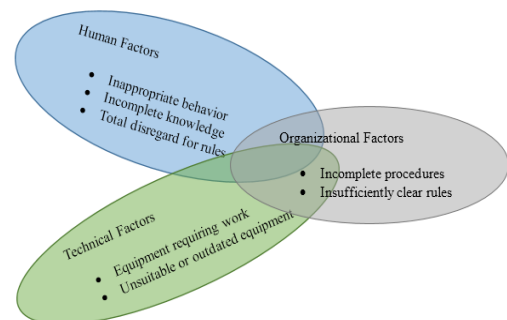 Human Factors
● Inappropriate behavior
● Incomplete knowledge
● Total disregard for rules
Organizational Factors
● Incomplete procedures
● Insufficiently clear rules
Technical Factors
● Equipment requiring work
● Unsuitable or outdated equipment